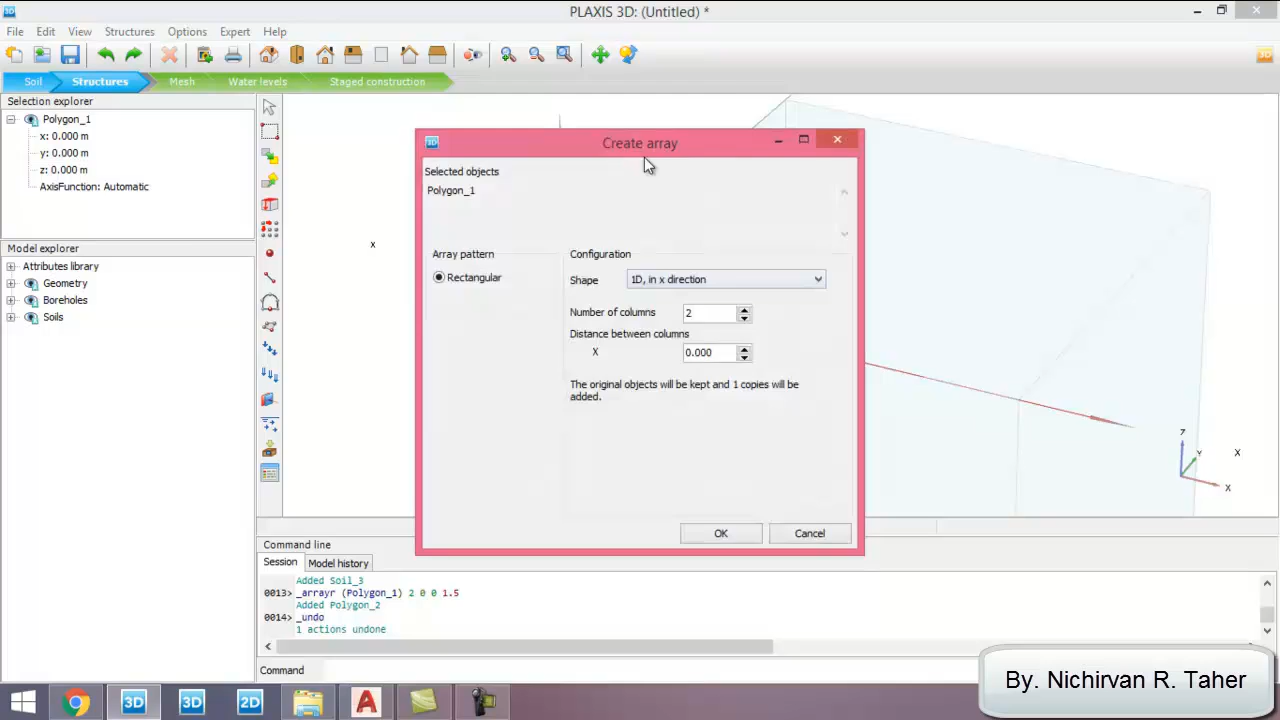 PLAXIS 3D: (Untitled) *
File Edit View Structures Options Expert Help
Soil Structures Mesh Water levels Staged construction
Selection explorer
Polygon_1
x: 0.000 m
y: 0.000 m
z: 0.000 m
AxisFunction: Automatic
Model explorer
Attributes library
Geometry
Boreholes
Soils
x
Create array
Selected objects
Polygon_1
Array pattern
Rectangular
Configuration
Shape 1D, in x direction
Number of columns 2
Distance between columns
X 0.000
The original objects will be kept and 1 copies will be
added.
OK Cancel
Z
Y
X
X
Command line
Session Model history
Added Soil_3
0013> _arrayr (Polygon_1) 2 0 0 1.5
Added Polygon_2
0014> _undo
1 actions undone
Command
3D 3D 2D
By. Nichirvan R. Taher